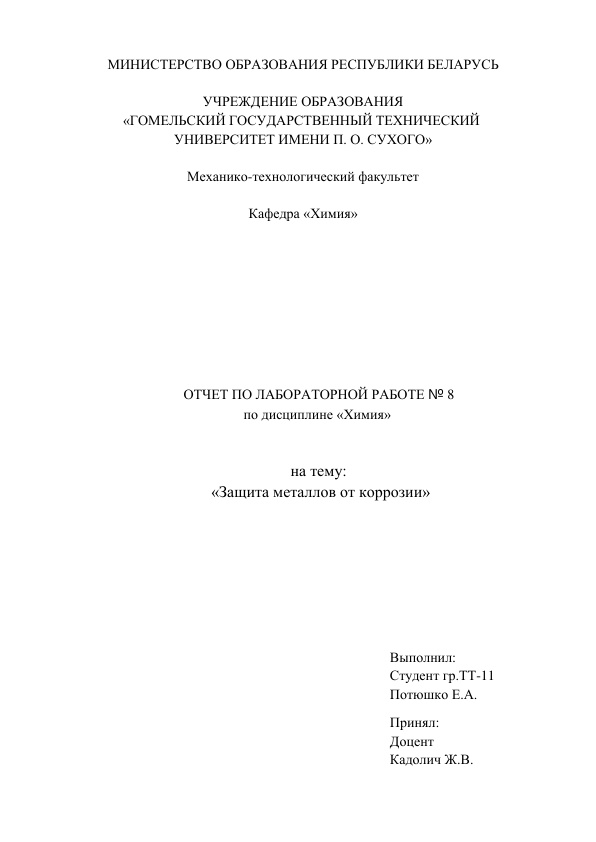 МИНИСТЕРСТВО ОБРАЗОВАНИЯ РЕСПУБЛИКИ БЕЛАРУСЬ
УЧРЕЖДЕНИЕ ОБРАЗОВАНИЯ
«ГОМЕЛЬСКИЙ ГОСУДАРСТВЕННЫЙ ТЕХНИЧЕСКИЙ
УНИВЕРСИТЕТ ИМЕНИ П. О. СУХОГО»
Механико-технологический факультет
Кафедра «Химия»
ОТЧЕТ ПО ЛАБОРАТОРНОЙ РАБОТЕ № 8
по дисциплине «Химия»
на тему:
«Защита металлов от коррозии»
Выполнил:
Студент гр.ТТ-11
Потюшко Е.А.
Принял:
Доцент
Кадолич Ж.В.